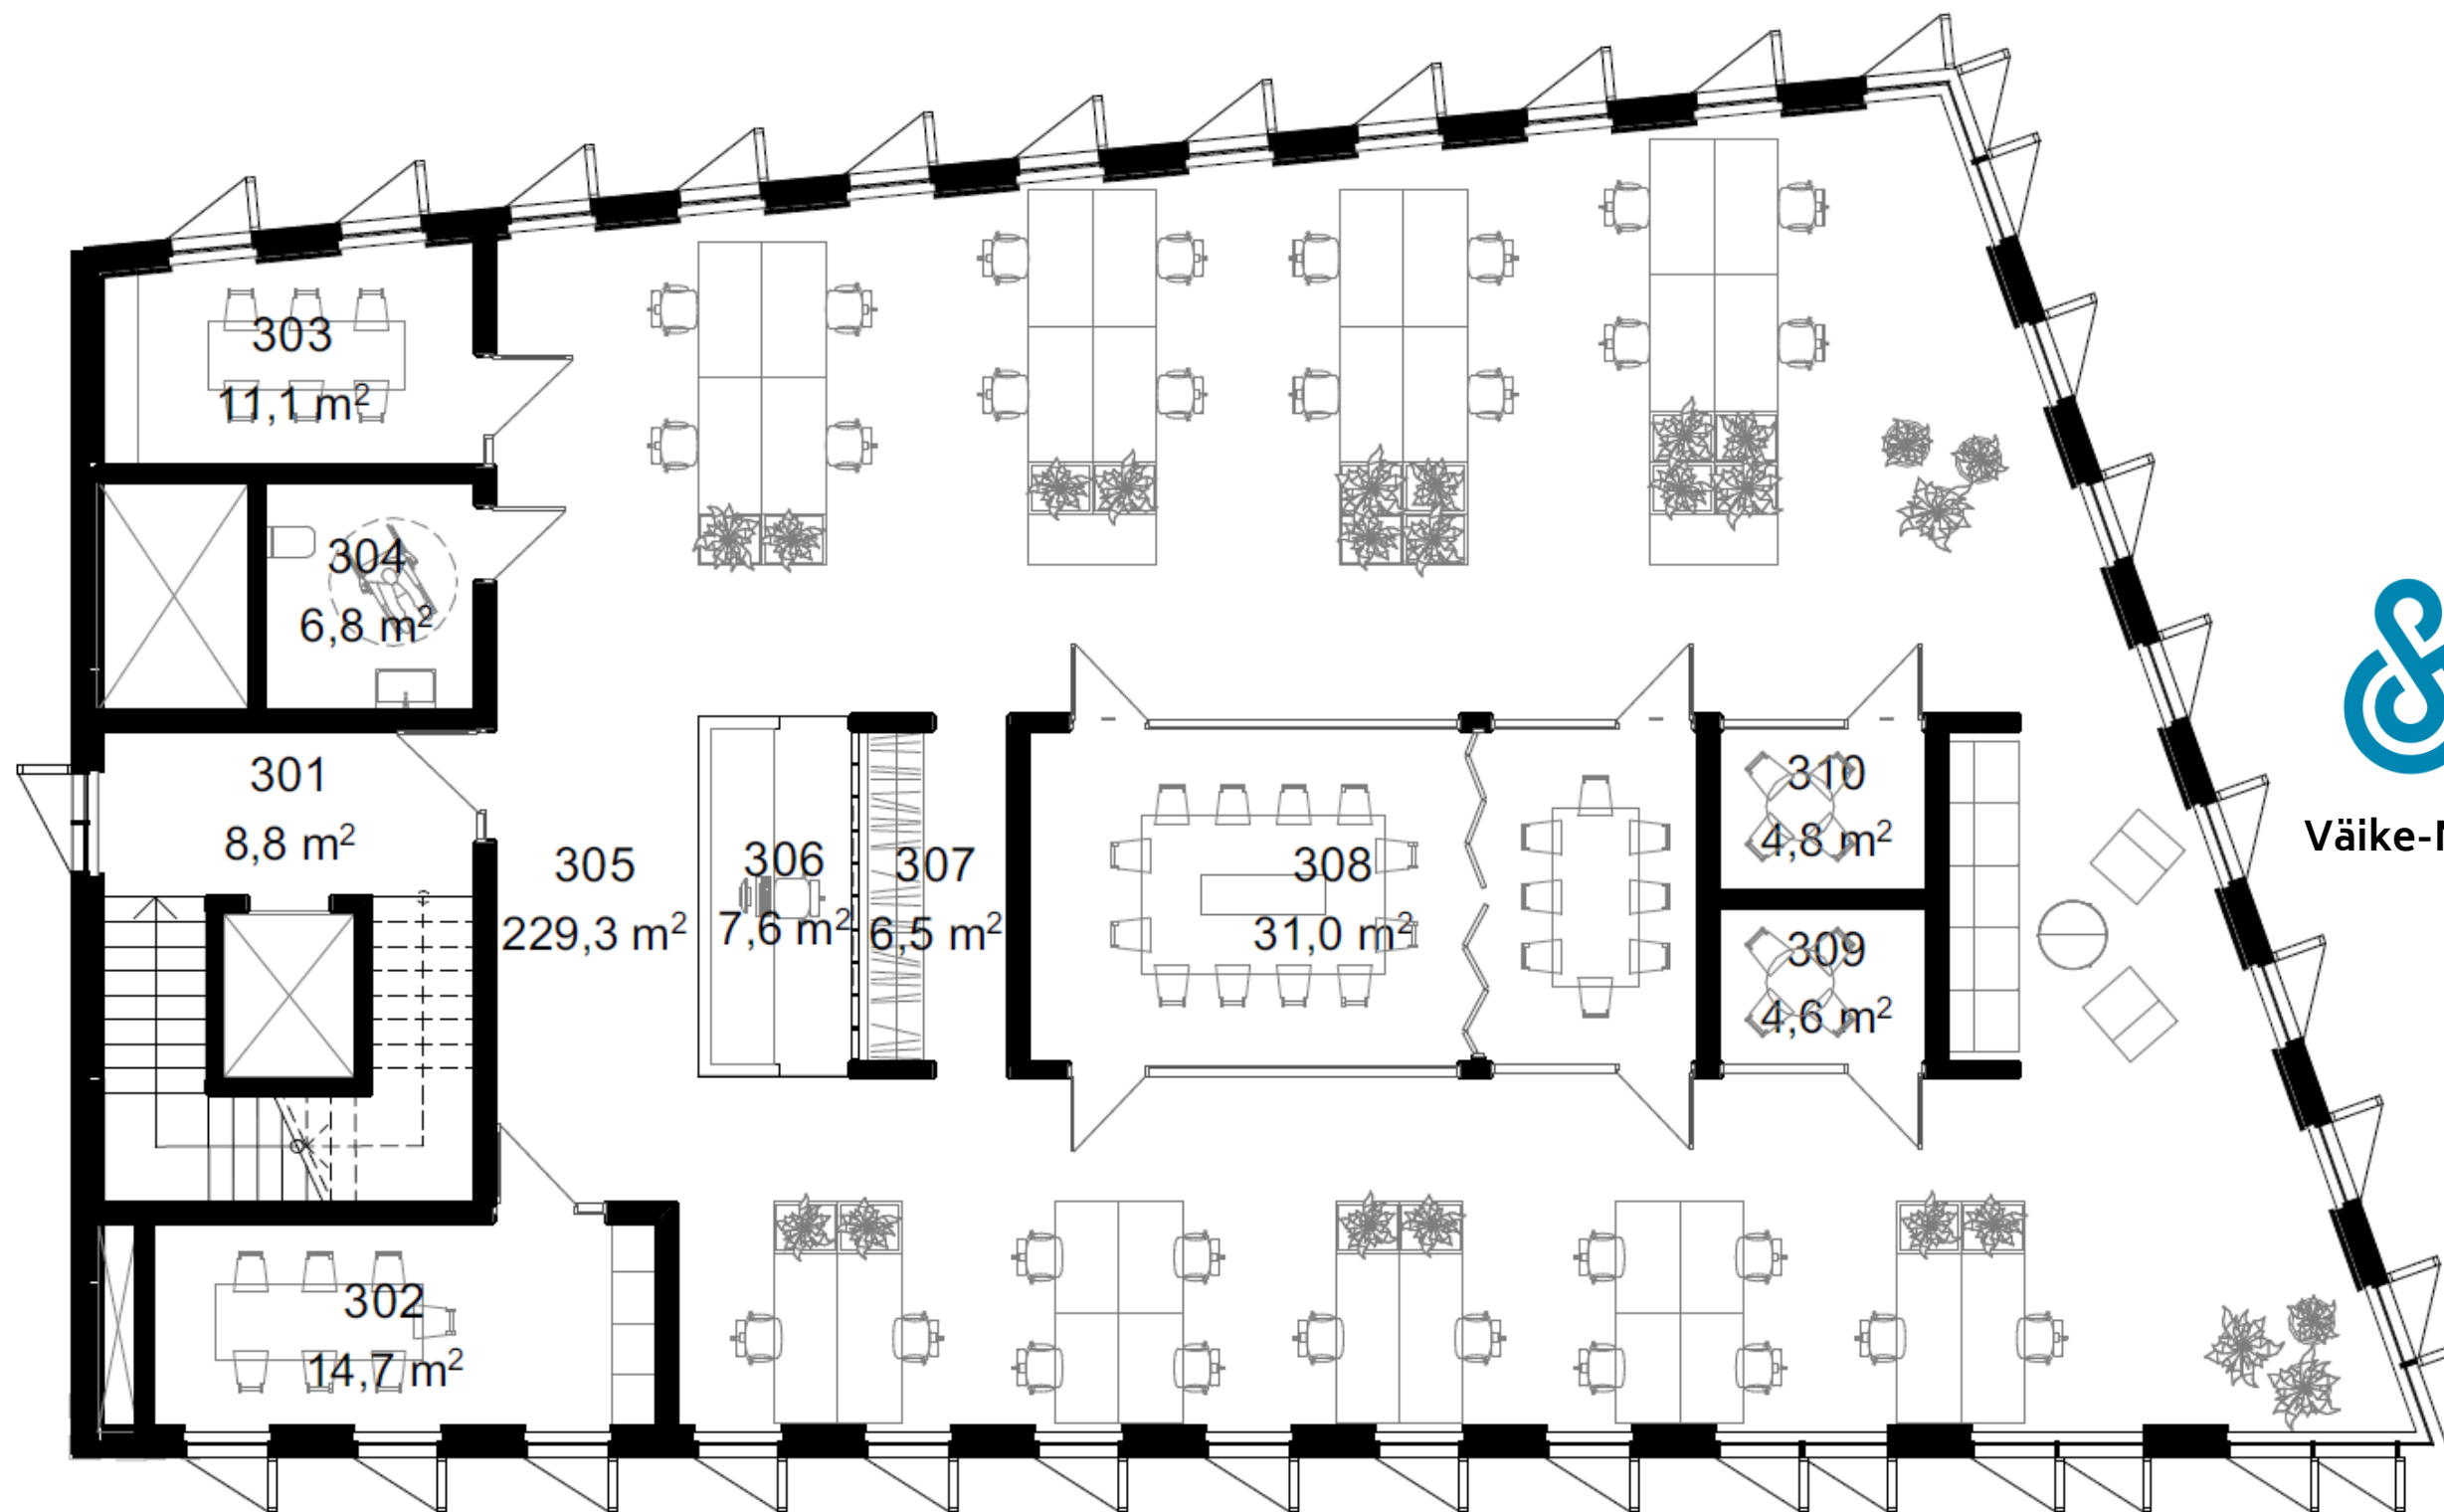 303
11,1 m²
304
6,8 m²
301
8,8 m²
305
229,3 m²
306
7,6 m²
307
6,5 m²
308
31,0 m²
310
4,8 m²
309
4,6 m²
302
14,7 m²
Väike-